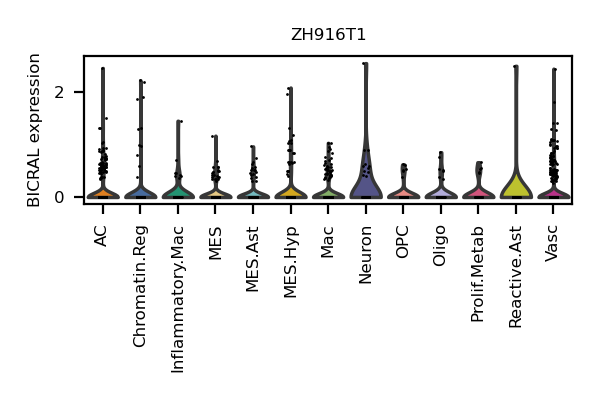 ZH916T1
BICRAL expression
2
0
AC
Chromatin.Reg
Inflammatory.Mac
MES
MES.Ast
MES.Hyp
Mac
Neuron
OPC
Oligo
Prolif.Metab
Reactive.Ast
Vasc